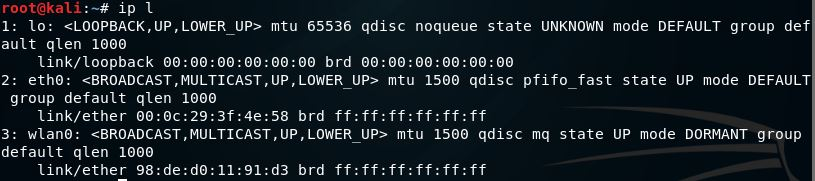 root@kali:~# ip l
1: lo: <LOOPBACK,UP,LOWER_UP> mtu 65536 qdisc noqueue state UNKNOWN mode DEFAULT group def
ault qlen 1000
    link/loopback 00:00:00:00:00:00 brd 00:00:00:00:00:00
2: eth0: <BROADCAST,MULTICAST,UP,LOWER_UP> mtu 1500 qdisc pfifo_fast state UP mode DEFAULT
 group default qlen 1000
    link/ether 00:0c:29:3f:4e:58 brd ff:ff:ff:ff:ff:ff
3: wlan0: <BROADCAST,MULTICAST,UP,LOWER_UP> mtu 1500 qdisc mq state UP mode DORMANT group
default qlen 1000
    link/ether 98:de:d0:11:91:d3 brd ff:ff:ff:ff:ff:ff